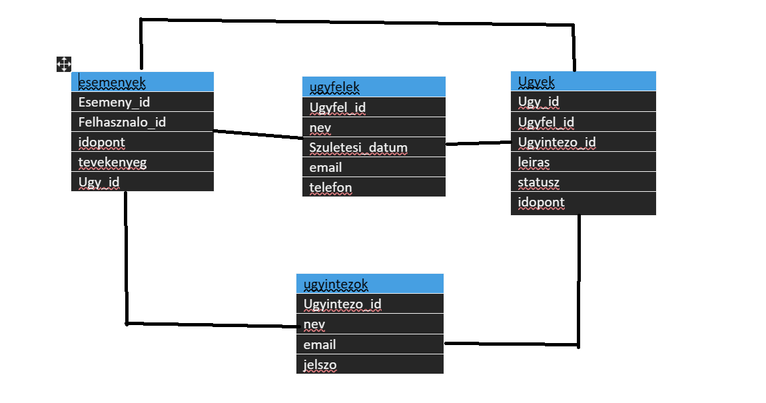 esemenyek
Esemeny_id
Felhasznalo_id
idopont
tevekenyeg
Ugy_id
ugyfelek
Ugyfel_id
nev
Szuletesi_datum
email
telefon
Ugyek
Ugy_id
Ugyfel_id
Ugyintezo_id
leiras
statusz
idopont
ugyintezok
Ugyintezo_id
nev
email
jelszo